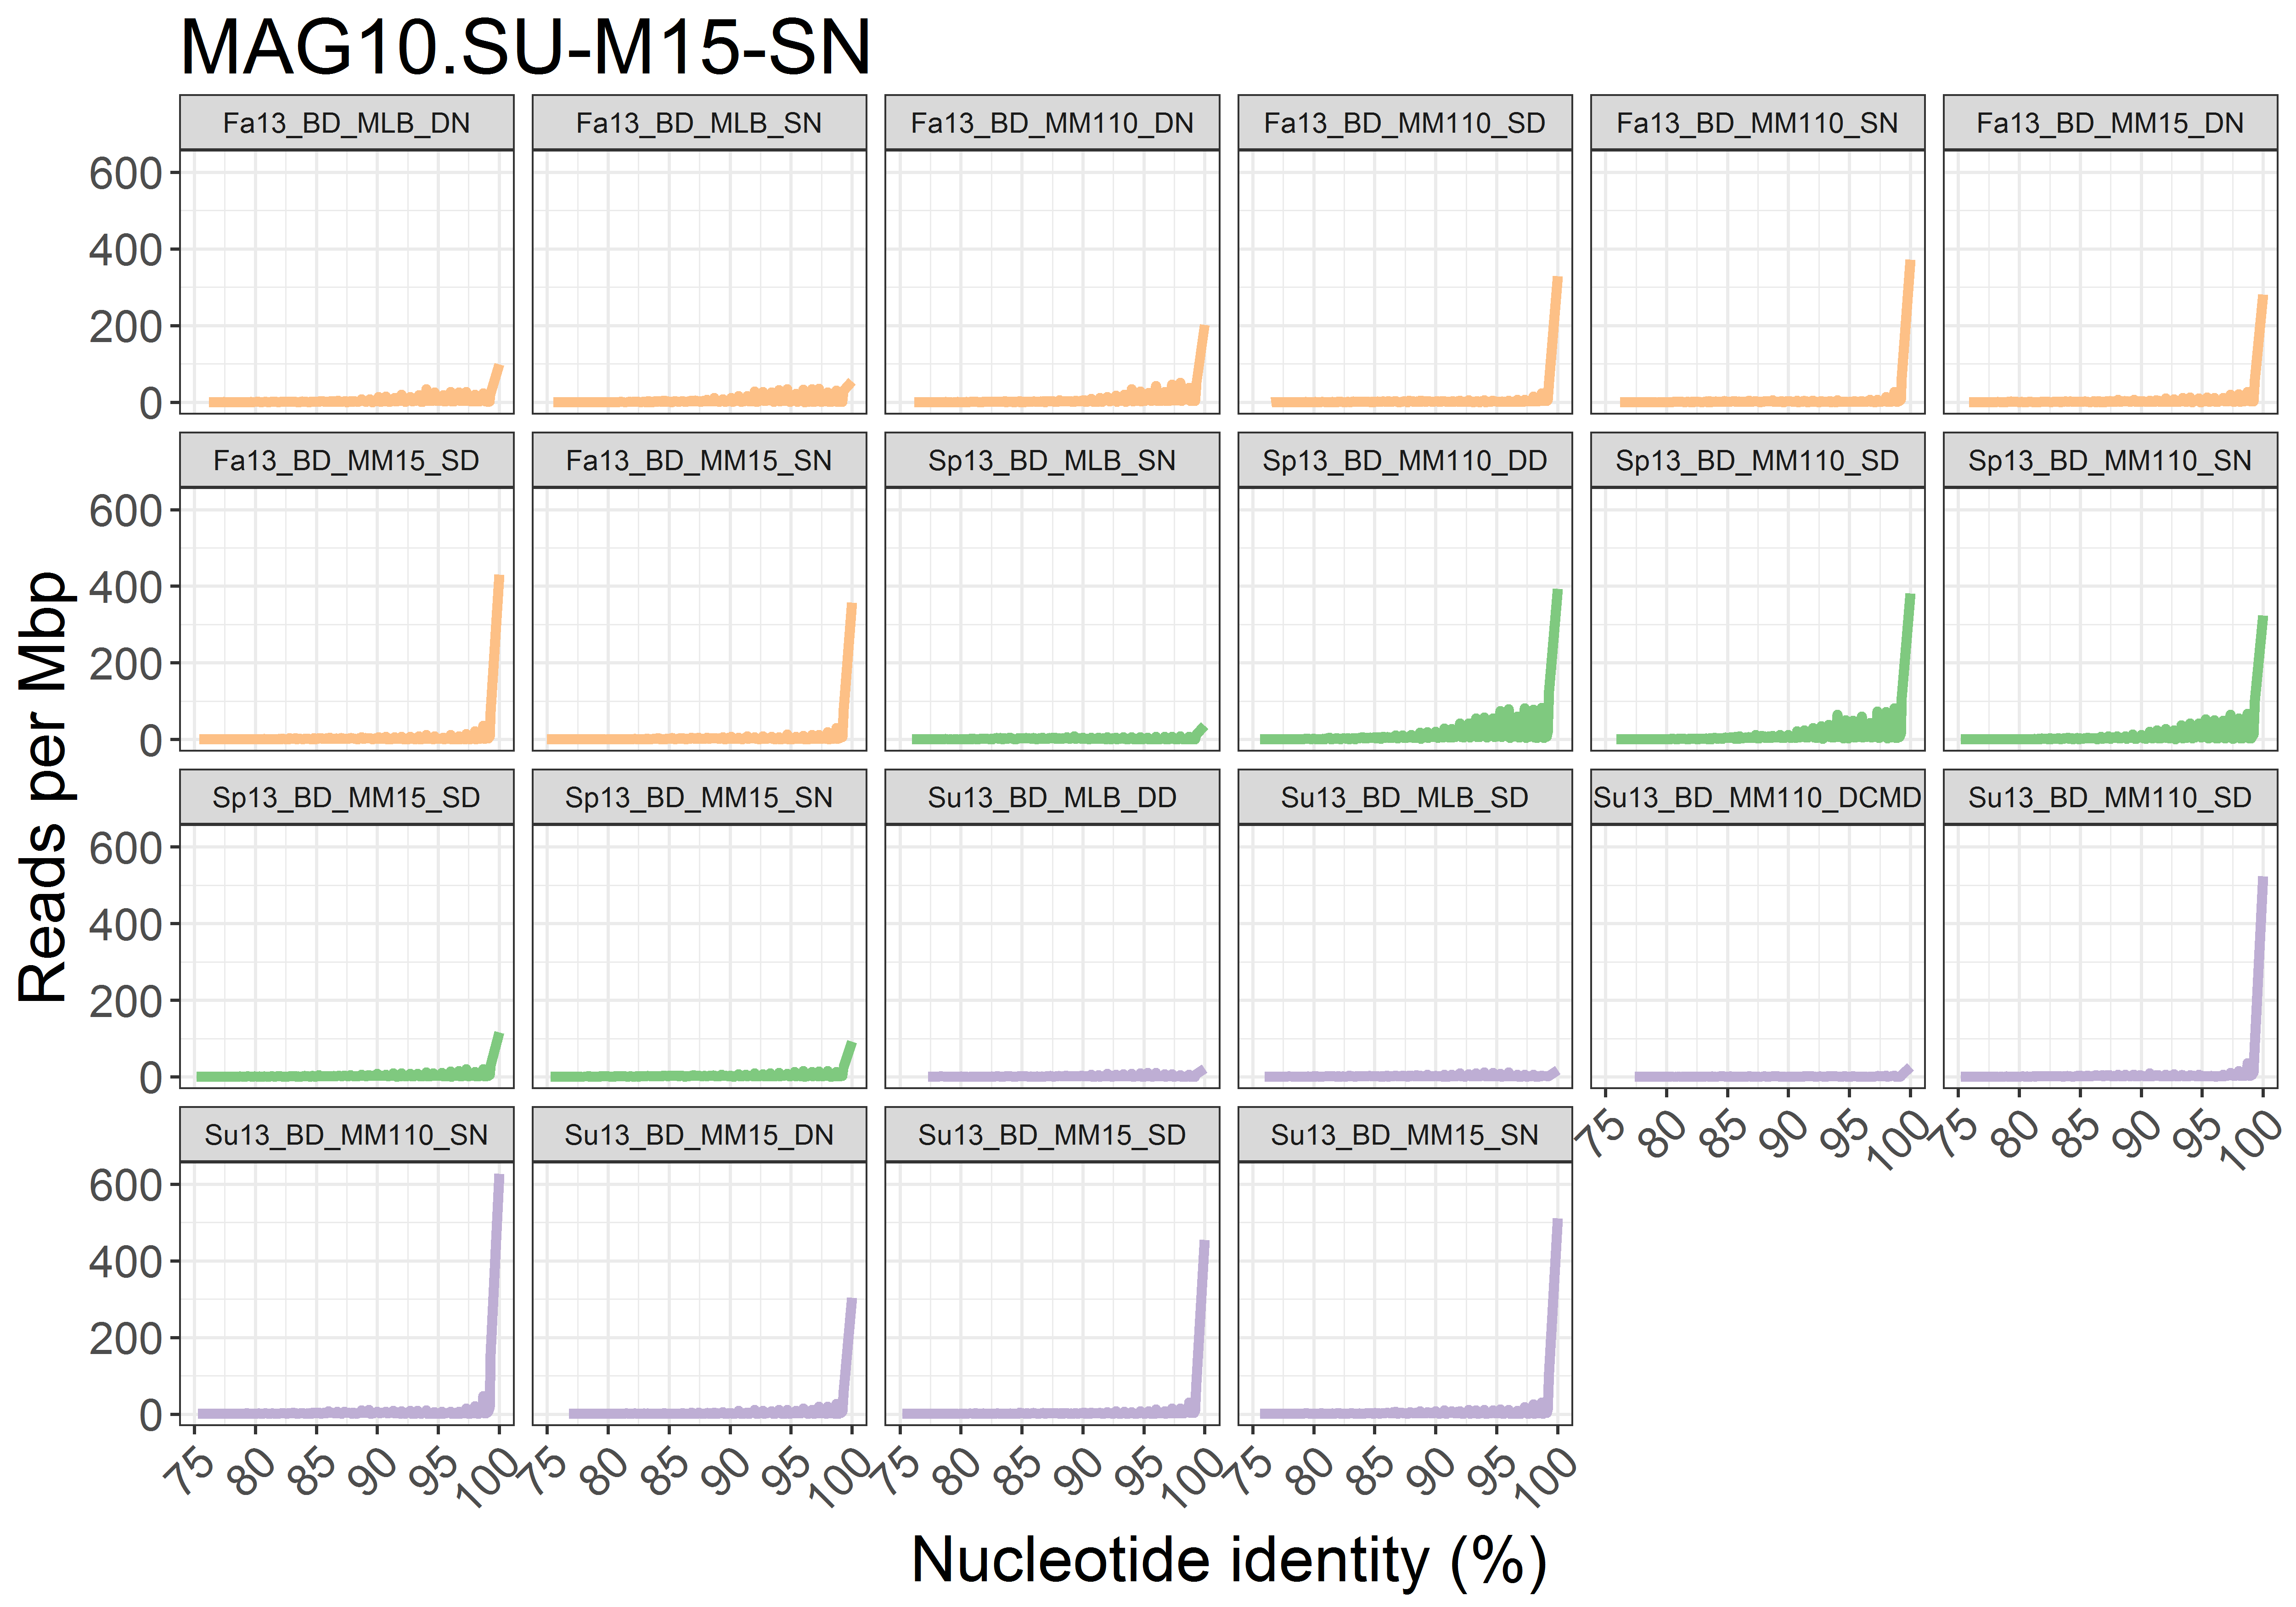 MAG10.SU-M15-SN
Fa13_BD_MLB_DN Fa13_BD_MLB_SN Fa13_BD_MM110_DN Fa13_BD_MM110_SD Fa13_BD_MM110_SN Fa13_BD_MM15_DN
600
400
200
0
Fa13_BD_MM15_SD Fa13_BD_MM15_SN Sp13_BD_MLB_SN Sp13_BD_MM110_DD Sp13_BD_MM110_SD Sp13_BD_MM110_SN
600
400
200
0
Sp13_BD_MM15_SD Sp13_BD_MM15_SN Su13_BD_MLB_DD Su13_BD_MLB_SD Su13_BD_MM110_DCMD Su13_BD_MM110_SD
600
400
200
0
75 80 85 90 95 100 75 80 85 90 95 100
Su13_BD_MM110_SN Su13_BD_MM15_DN Su13_BD_MM15_SD Su13_BD_MM15_SN
600
400
200
0
75 80 85 90 95 100 75 80 85 90 95 100 75 80 85 90 95 100 75 80 85 90 95 100
Reads per Mbp
Nucleotide identity (%)